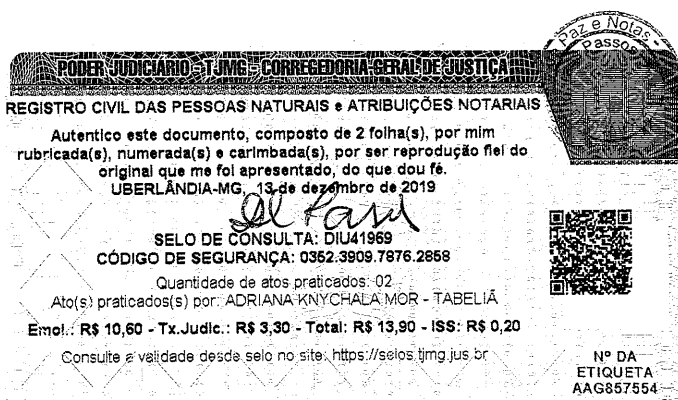 Paz e Notas
Passos
PODER JUDICIÁRIO - TJMG - CORREGEDORIA-GERAL DE JUSTIÇA
REGISTRO CIVIL DAS PESSOAS NATURAIS e ATRIBUIÇÕES NOTARIAIS
Autentico este documento, composto de 2 folha(s), por mim
rubricada(s), numerada(s) e carimbada(s), por ser reprodução fiel do
original que me foi apresentado, do que dou fé.
UBERLÂNDIA-MG, 13 de dezembro de 2019
SELO DE CONSULTA: DIU41969
CÓDIGO DE SEGURANÇA: 0352.3909.7876.2858
Quantidade de atos praticados: 02
Ato(s) praticados(s) por: ADRIANA KNYCHALA MOR - TABELIÃ
Emol.: R$ 10,60 - Tx.Judic.: R$ 3,30 - Total: R$ 13,90 - ISS: R$ 0,20
Consulte a validade desde selo no site: https://selos.tjmg.jus.br
Nº DA
ETIQUETA
AAG857554